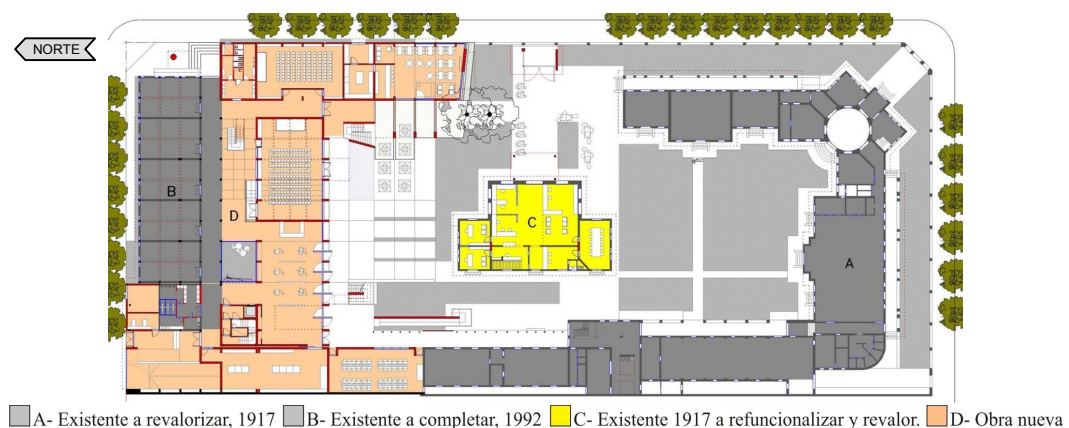 NORTE
B
D
C
A
A- Existente a revalorizar, 1917 B- Existente a completar, 1992 C- Existente 1917 a refuncionalizar y revalor. D- Obra nueva